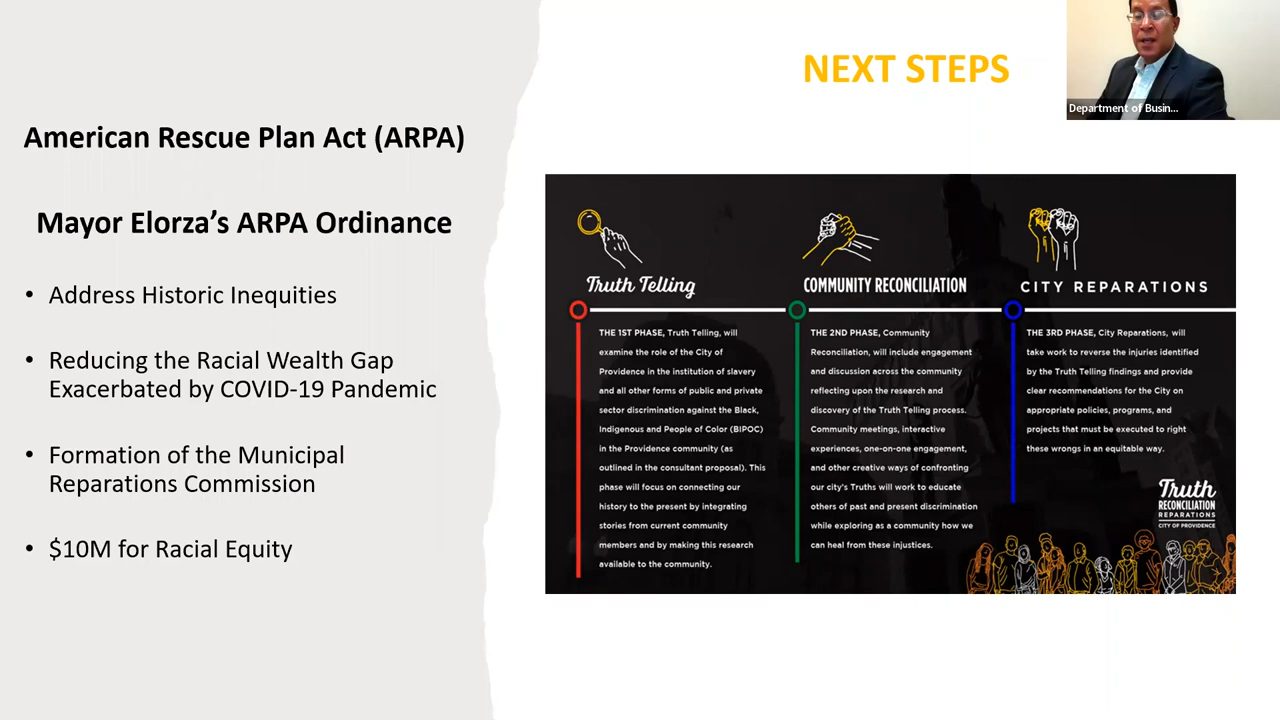 NEXT STEPS
Department of Busin...
American Rescue Plan Act (ARPA)
Mayor Elorza’s ARPA Ordinance
• Address Historic Inequities
• Reducing the Racial Wealth Gap
Exacerbated by COVID-19 Pandemic
• Formation of the Municipal
Reparations Commission
• $10M for Racial Equity
Truth Telling
THE 1ST PHASE, Truth Telling, will
examine the role of the City of
Providence in the institution of slavery
and all other forms of public and private
sector discrimination against the Black,
Indigenous and People of Color (BIPOC)
in the Providence community (as
outlined in the consultant proposal). This
phase will focus on connecting our
history to the present by integrating
stories from current community
members and by making this research
available to the community.
COMMUNITY RECONCILIATION
THE 2ND PHASE, Community
Reconciliation, will include engagement
and discussion across the community
reflecting upon the research and
discovery of the Truth Telling process.
Community meetings, interactive
experiences, one-on-one engagement,
and other creative ways of confronting
our city's Truths will work to educate
others of past and present discrimination
while exploring as a community how we
can heal from these injustices.
CITY REPARATIONS
THE 3RD PHASE, City Reparations, will
take work to reverse the injuries identified
by the Truth Telling findings and provide
clear recommendations for the City on
appropriate policies, programs, and
projects that must be executed to right
these wrongs in an equitable way.
Truth
RECONCILIATION
REPARATIONS
CITY OF PROVIDENCE